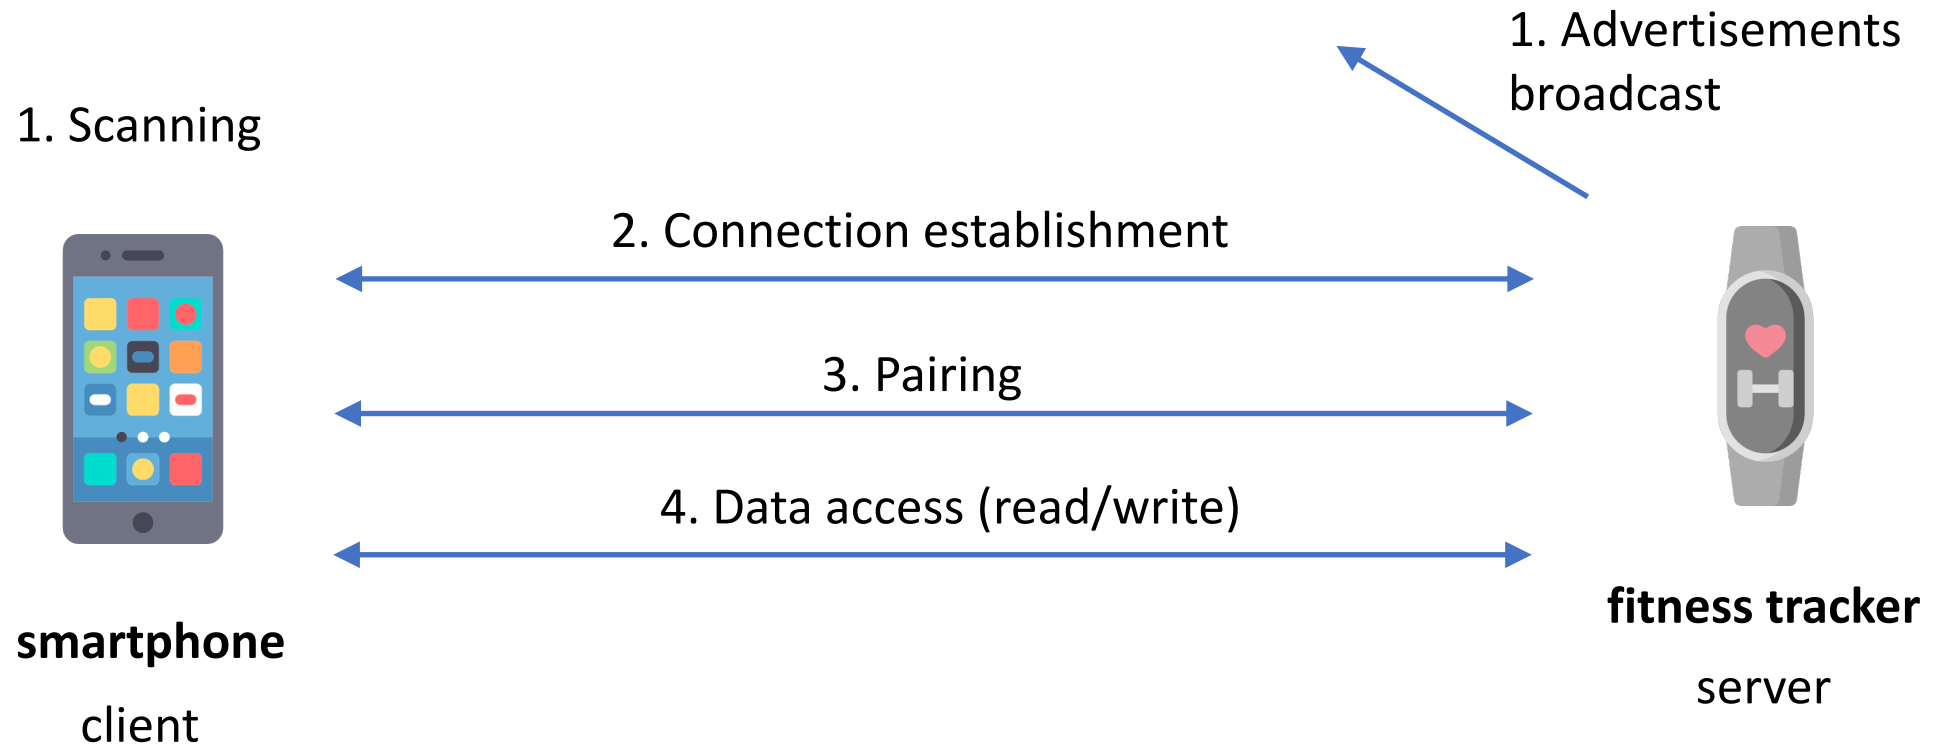 1. Advertisements
broadcast
1. Scanning
2. Connection establishment
3. Pairing
4. Data access (read/write)
smartphone
client
fitness tracker
server